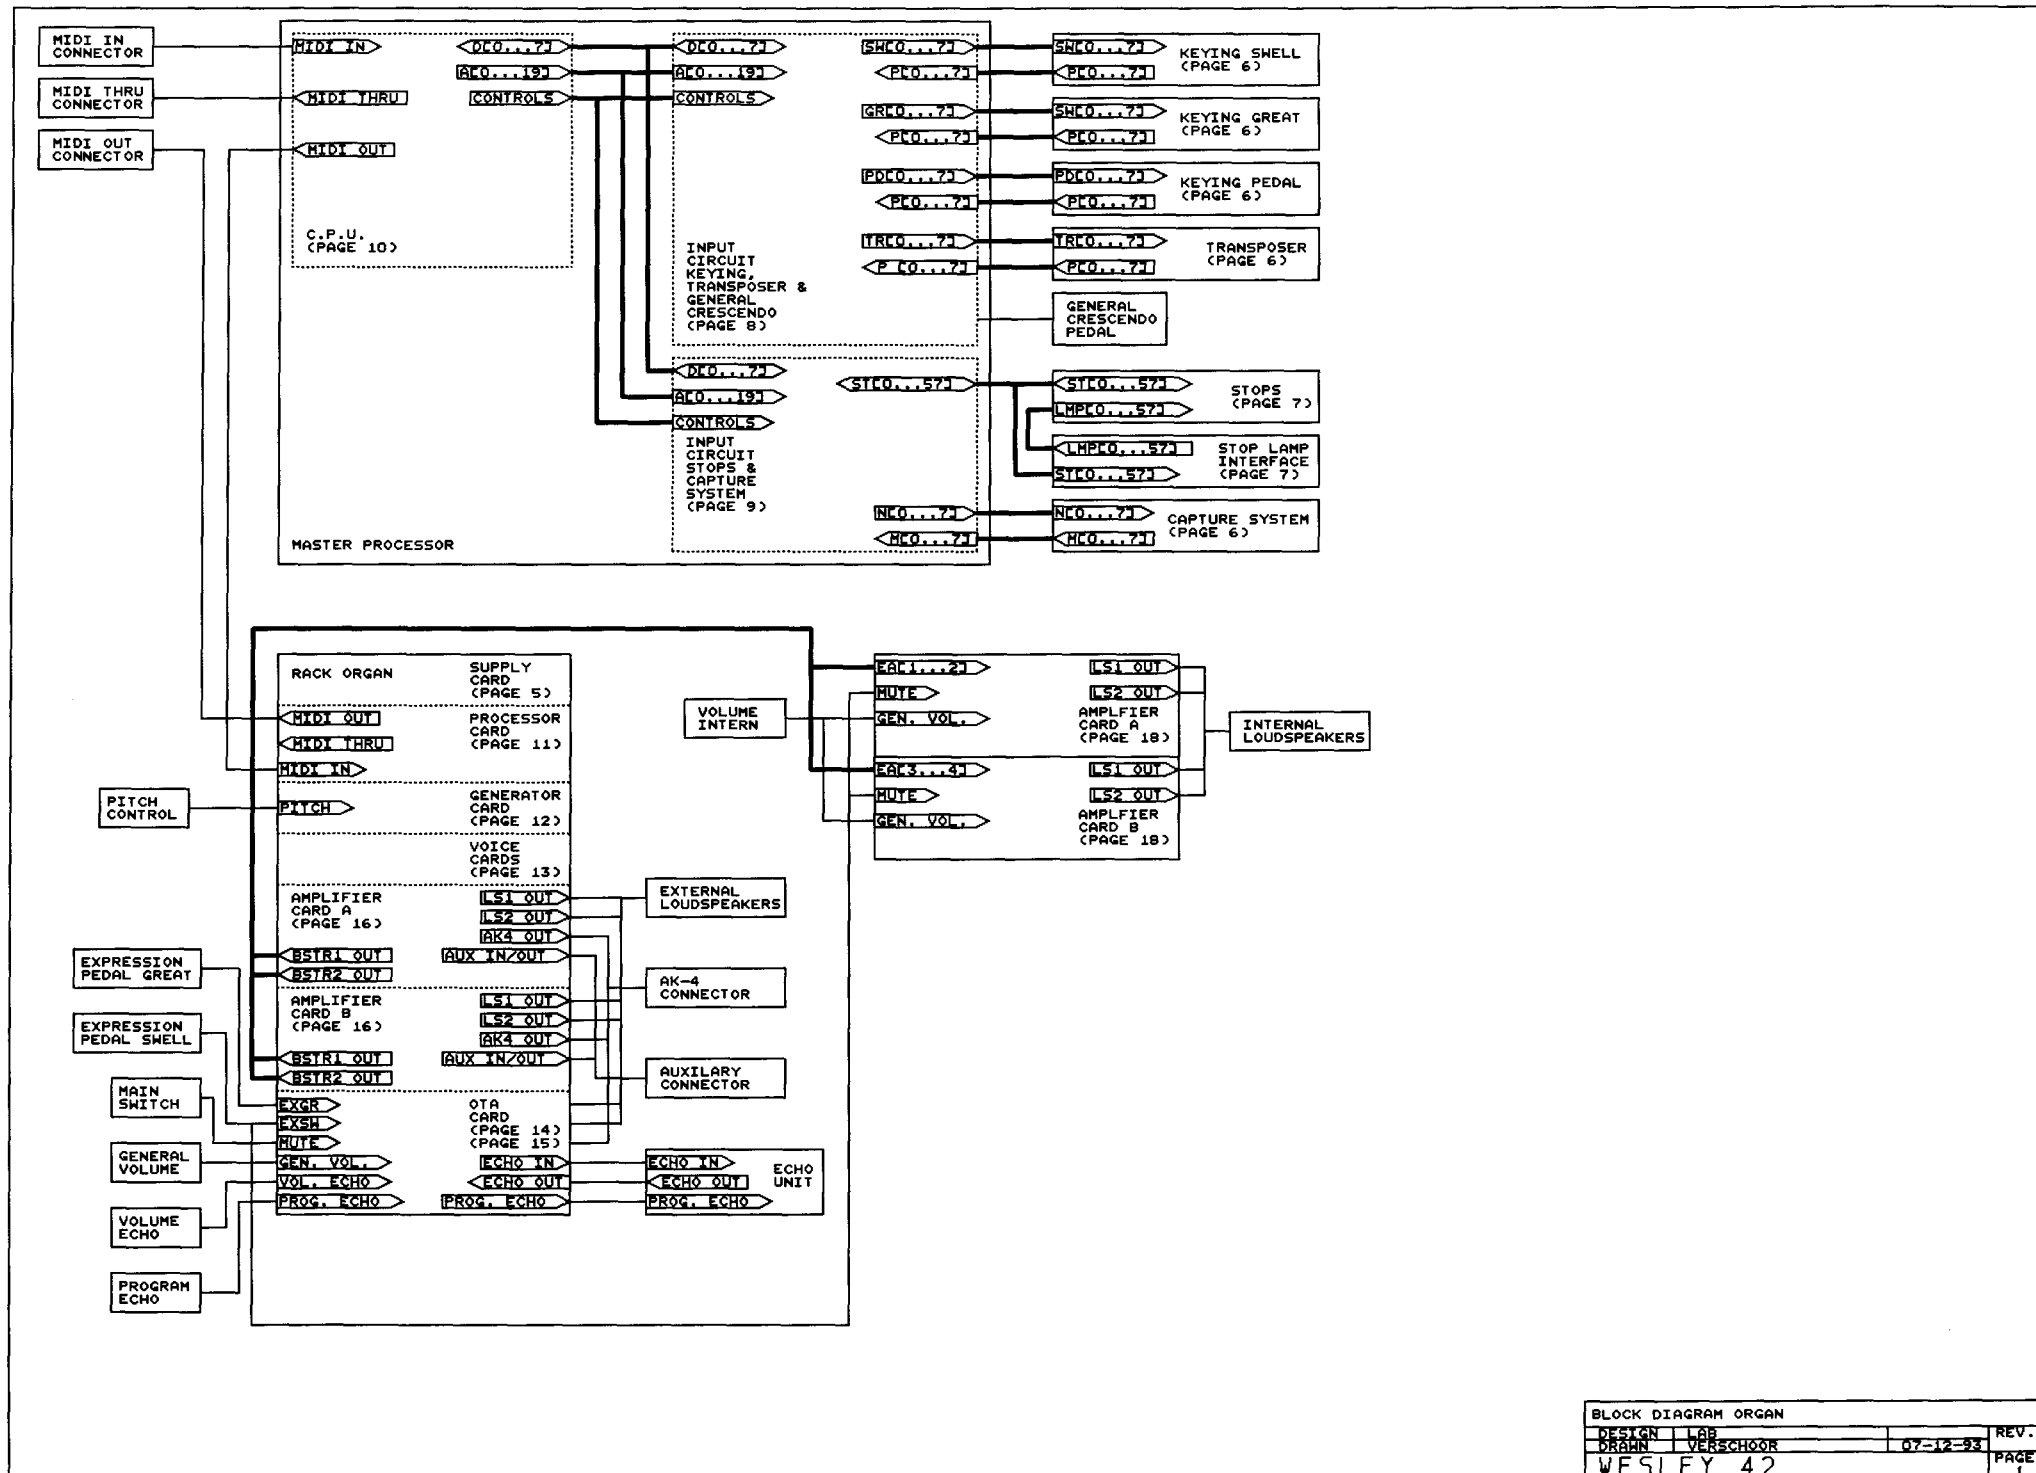 MIDI IN
CONNECTOR
MIDI THRU
CONNECTOR
MIDI OUT
CONNECTOR
MIDI IN
MIDI THRU
MIDI OUT
D[0...7]
A[0...19]
CONTROLS
C.P.U.
(PAGE 10)
D[0...7]
A[0...19]
CONTROLS
INPUT
CIRCUIT
KEYING,
TRANSPOSER &
GENERAL
CRESCENDO
(PAGE 8)
SW[0...7]
P[0...7]
GR[0...7]
P[0...7]
PD[0...7]
P[0...7]
TR[0...7]
P [0...7]
D[0...7]
A[0...19]
CONTROLS
INPUT
CIRCUIT
STOPS &
CAPTURE
SYSTEM
(PAGE 9)
ST[0...57]
N[0...7]
M[0...7]
MASTER PROCESSOR
SW[0...7]
P[0...7]
KEYING SWELL
(PAGE 6)
SW[0...7]
P[0...7]
KEYING GREAT
(PAGE 6)
PD[0...7]
P[0...7]
KEYING PEDAL
(PAGE 6)
TR[0...7]
P[0...7]
TRANSPOSER
(PAGE 6)
GENERAL
CRESCENDO
PEDAL
ST[0...57]
LMP[0...57]
STOPS
(PAGE 7)
LMP[0...57]
ST[0...57]
STOP LAMP
INTERFACE
(PAGE 7)
N[0...7]
M[0...7]
CAPTURE SYSTEM
(PAGE 6)
RACK ORGAN
SUPPLY
CARD
(PAGE 5)
MIDI OUT
MIDI THRU
MIDI IN
PROCESSOR
CARD
(PAGE 11)
PITCH
CONTROL
PITCH
GENERATOR
CARD
(PAGE 12)
VOICE
CARDS
(PAGE 13)
AMPLIFIER
CARD A
(PAGE 16)
BSTR1 OUT
BSTR2 OUT
LS1 OUT
LS2 OUT
AK4 OUT
AUX IN/OUT
AMPLIFIER
CARD B
(PAGE 16)
BSTR1 OUT
BSTR2 OUT
LS1 OUT
LS2 OUT
AK4 OUT
AUX IN/OUT
EXPRESSION
PEDAL GREAT
EXPRESSION
PEDAL SWELL
MAIN
SWITCH
GENERAL
VOLUME
VOLUME
ECHO
PROGRAM
ECHO
EXGR
EXSW
MUTE
GEN. VOL.
VOL. ECHO
PROG. ECHO
OTA
CARD
(PAGE 14)
(PAGE 15)
ECHO IN
ECHO OUT
PROG. ECHO
EXTERNAL
LOUDSPEAKERS
AK-4
CONNECTOR
AUXILARY
CONNECTOR
ECHO IN
ECHO OUT
PROG. ECHO
ECHO
UNIT
VOLUME
INTERN
EA[1...2]
MUTE
GEN. VOL.
LS1 OUT
LS2 OUT
AMPLFIER
CARD A
(PAGE 18)
EA[3...4]
MUTE
GEN. VOL.
LS1 OUT
LS2 OUT
AMPLFIER
CARD B
(PAGE 18)
INTERNAL
LOUDSPEAKERS
BLOCK DIAGRAM ORGAN
DESIGN LAB REV.
DRAWN VERSCHOOR 07-12-93
WESLEY 42 PAGE
1